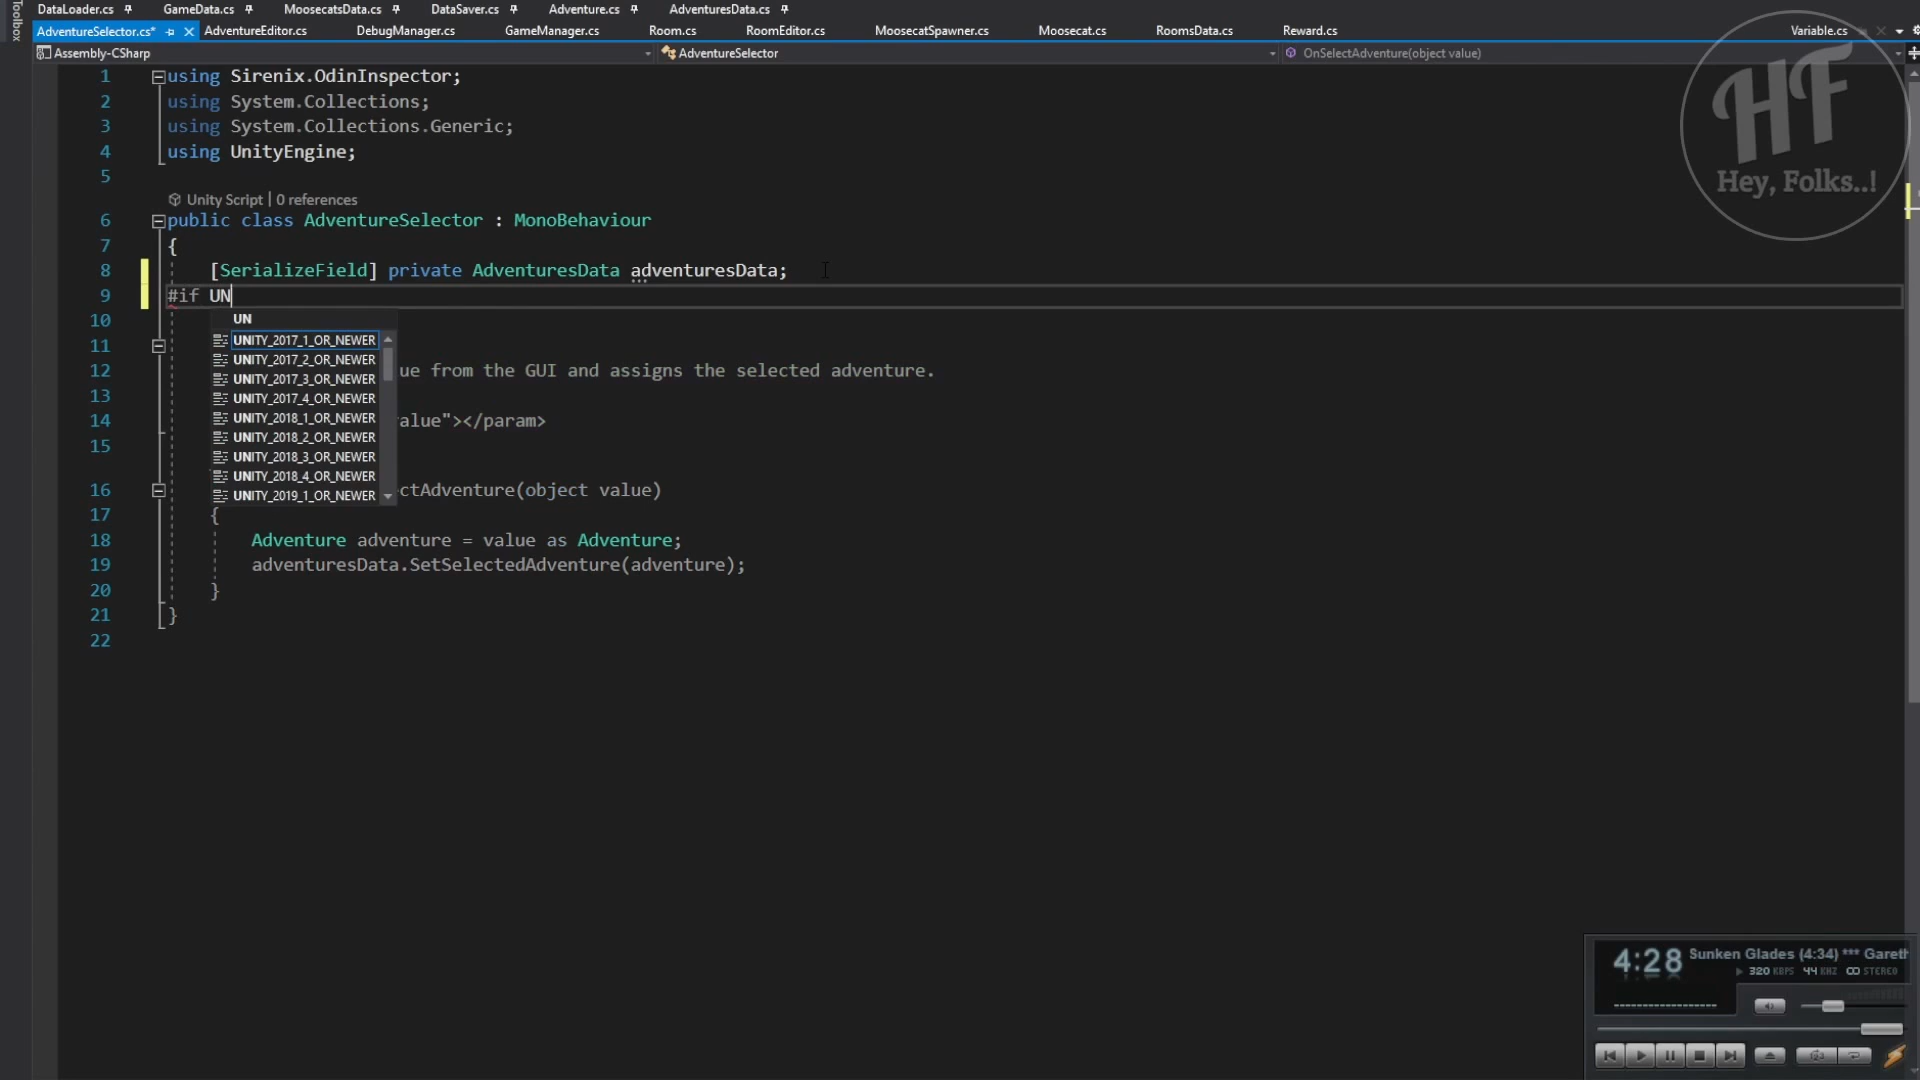 Toolbox
DataLoader.cs GameData.cs MoosecatsData.cs DataSaver.cs Adventure.cs AdventuresData.cs
AdventureSelector.cs* AdventureEditor.cs DebugManager.cs GameManager.cs Room.cs RoomEditor.cs MoosecatSpawner.cs Moosecat.cs RoomsData.cs Reward.cs Variable.cs
Assembly-CSharp AdventureSelector OnSelectAdventure(object value)
HF
Hey, Folks..!
1 using Sirenix.OdinInspector;
2 using System.Collections;
3 using System.Collections.Generic;
4 using UnityEngine;
5
Unity Script | 0 references
6 public class AdventureSelector : MonoBehaviour
7 {
8 [SerializeField] private AdventuresData adventuresData;
9 #if UN
10 UN
UNITY_2017_1_OR_NEWER
11 UNITY_2017_2_OR_NEWER
12 UNITY_2017_3_OR_NEWER ue from the GUI and assigns the selected adventure.
13 UNITY_2017_4_OR_NEWER
14 UNITY_2018_1_OR_NEWER alue"></param>
15 UNITY_2018_2_OR_NEWER
UNITY_2018_3_OR_NEWER
UNITY_2018_4_OR_NEWER
16 UNITY_2019_1_OR_NEWER ctAdventure(object value)
17 {
18 Adventure adventure = value as Adventure;
19 adventuresData.SetSelectedAdventure(adventure);
20 }
21 }
22
4:28 Sunken Glades (4:34) *** Gareth
320 KBPS 44 KHZ STEREO